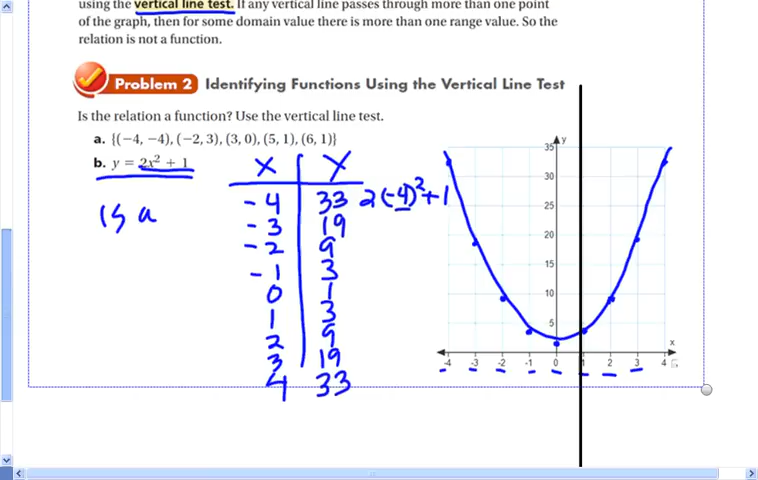 using the vertical line test. If any vertical line passes through more than one point
of the graph, then for some domain value there is more than one range value. So the
relation is not a function.
Problem 2 Identifying Functions Using the Vertical Line Test
Is the relation a function? Use the vertical line test.
a. {(−4, −4), (−2, 3), (3, 0), (5, 1), (6, 1)}
b. y = 2x² + 1
is a
X Y
-4 33 2(-4)²+1
-3 19
-2 9
-1 3
0 1
1 3
2 9
3 19
4 33
y
35
30
25
20
15
10
5
x
-4 -3 -2 -1 0 1 2 3 4